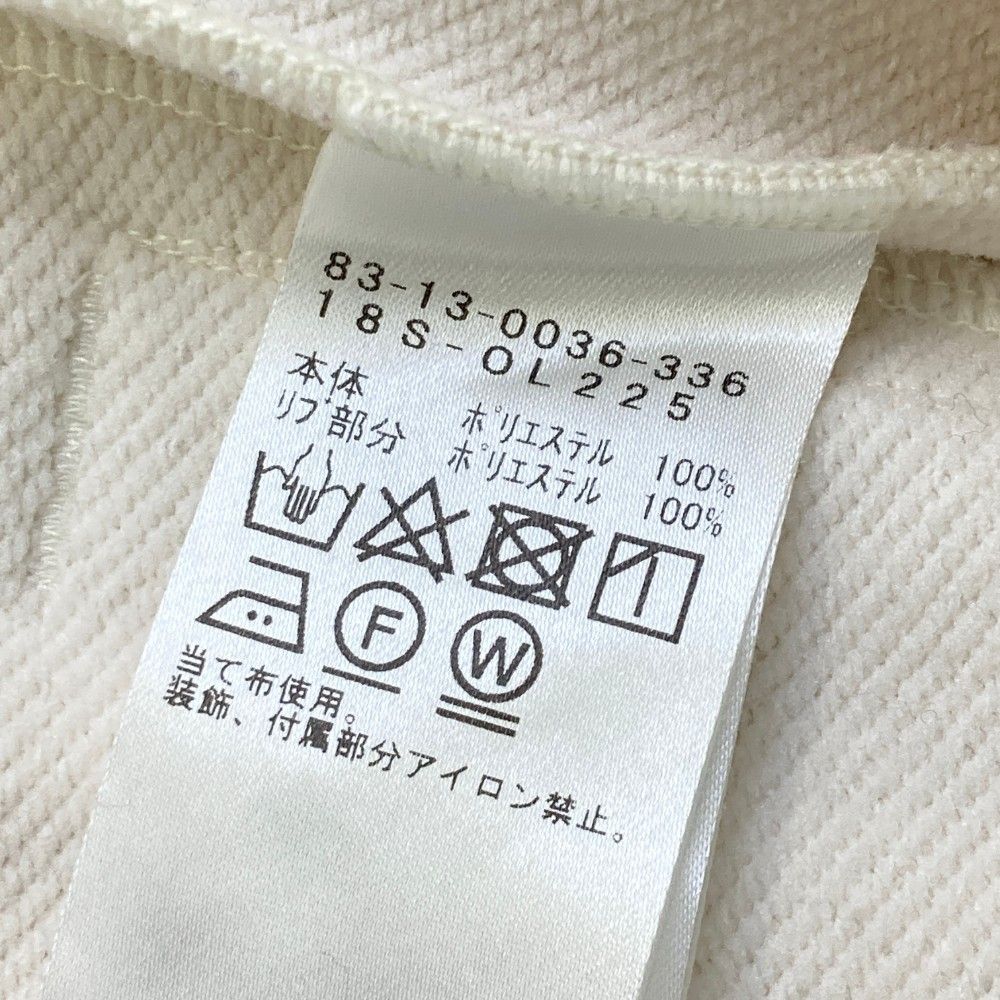 83-13-0036-336
18S-OL225
本体 ポリエステル 100%
リブ部分 ポリエステル 100%
F
W
当て布使用。
装飾、付属部分アイロン禁止。